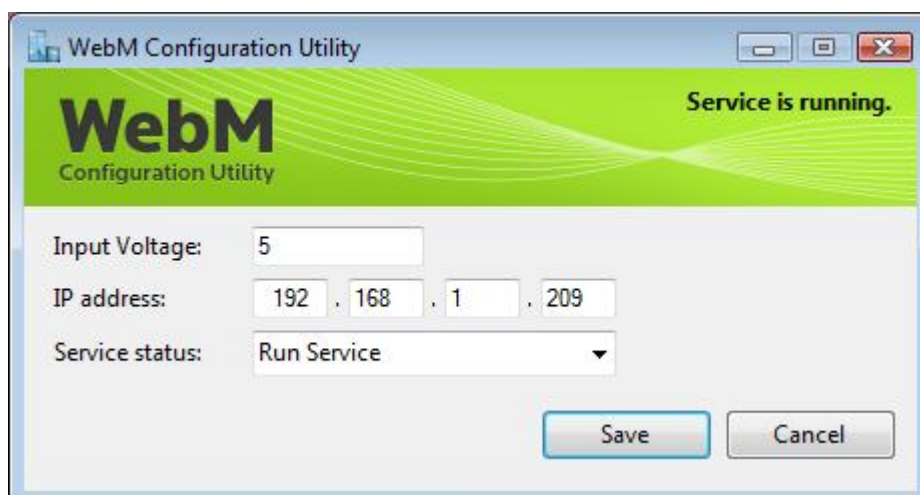 WebM Configuration Utility
Service is running.
WebM
Configuration Utility
Input Voltage: 5
IP address: 192 . 168 . 1 . 209
Service status: Run Service
Save Cancel